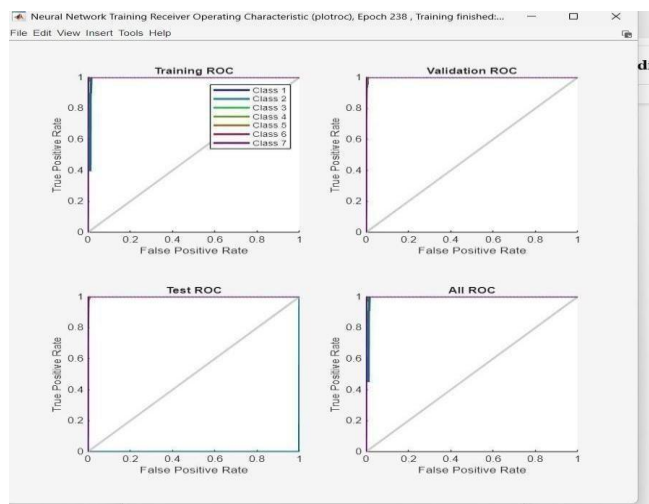 Neural Network Training Receiver Operating Characteristic (plotroc), Epoch 238 , Training finished:...
File Edit View Insert Tools Help
Training ROC
1
0.8
0.6
0.4
0.2
0
True Positive Rate
Class 1
Class 2
Class 3
Class 4
Class 5
Class 6
Class 7
0 0.2 0.4 0.6 0.8 1
False Positive Rate
Validation ROC
1
0.8
0.6
0.4
0.2
0
True Positive Rate
0 0.2 0.4 0.6 0.8 1
False Positive Rate
Test ROC
1
0.8
0.6
0.4
0.2
0
True Positive Rate
0 0.2 0.4 0.6 0.8 1
False Positive Rate
All ROC
1
0.8
0.6
0.4
0.2
0
True Positive Rate
0 0.2 0.4 0.6 0.8 1
False Positive Rate